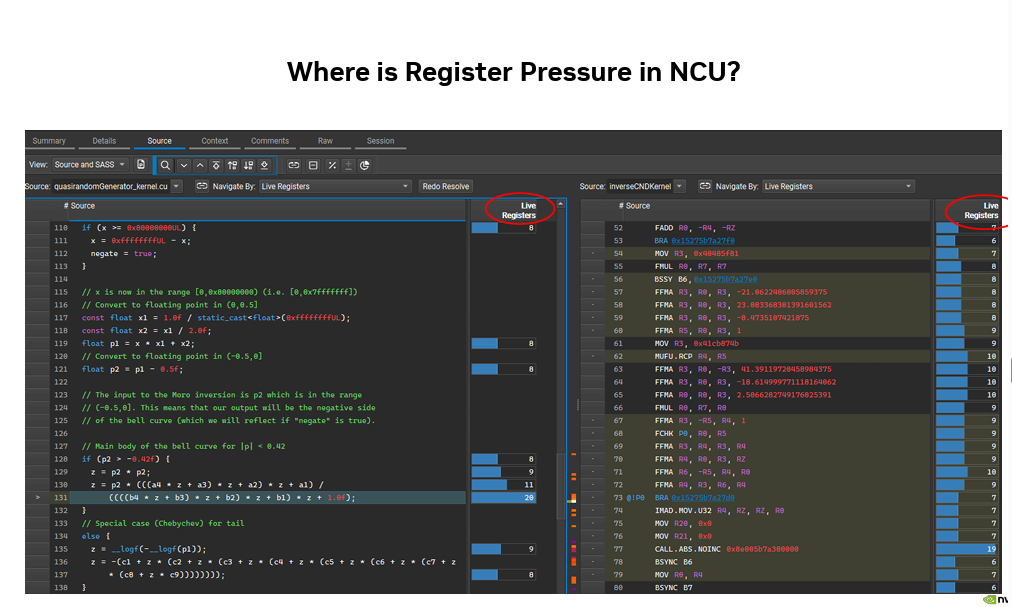 Where is Register Pressure in NCU?
Summary Details Source Context Comments Raw Session
View: Source and SASS
Source: quasirandomGenerator_kernel.cu Navigate By: Live Registers Redo Resolve
# Source Live Registers
110 if (x >= 0x80000000UL) { 8
111 x = 0xffffffffUL - x;
112 negate = true;
113 }
114
115 // x is now in the range [0,0x80000000) (i.e. [0,0x7fffffff])
116 // Convert to floating point in (0,0.5]
117 const float x1 = 1.0f / static_cast<float>(0xffffffffUL);
118 const float x2 = x1 / 2.0f;
119 float p1 = x * x1 + x2; 8
120 // Convert to floating point in (-0.5,0]
121 float p2 = p1 - 0.5f; 8
122
123 // The input to the Moro inversion is p2 which is in the range
124 // (-0.5,0]. This means that our output will be the negative side
125 // of the bell curve (which we will reflect if "negate" is true).
126
127 // Main body of the bell curve for |p| < 0.42
128 if (p2 > -0.42f) { 8
129 z = p2 * p2; 9
130 z = p2 * (((a4 * z + a3) * z + a2) * z + a1) / 11
> 131 ((((b4 * z + b3) * z + b2) * z + b1) * z + 1.0f); 20
132 }
133 // Special case (Chebychev) for tail
134 else {
135 z = __logf(-__logf(p1)); 9
136 z = -(c1 + z * (c2 + z * (c3 + z * (c4 + z * (c5 + z * (c6 + z * (c7 + z
137 * (c8 + z * c9)))))))); 8
138 }
Source: inverseCNDKernel Navigate By: Live Registers
# Source Live Registers
52 FADD R0, -R4, -RZ 7
53 BRA 0x15275b7a27f0 6
54 MOV R3, 0x40405f81 7
55 FMUL R0, R7, R7 8
56 BSSY B6, 0x15275b7a27e0 8
57 FFMA R3, R0, R3, -21.0622406005859375 8
58 FFMA R3, R0, R3, 23.083368301391601562 8
59 FFMA R3, R0, R3, -8.4735107421875 8
60 FFMA R5, R0, R3, 1 9
61 MOV R3, 0x41cb874b 9
62 MUFU.RCP R4, R5 10
63 FFMA R3, R0, -R3, 41.39119720458984375 10
64 FFMA R3, R0, R3, -18.614999771118164062 10
65 FFMA R0, R0, R3, 2.5066282749176025391 10
66 FMUL R0, R7, R0 9
67 FFMA R3, -R5, R4, 1 9
68 FCHK P0, R0, R5 9
69 FFMA R3, R4, R3, R4 9
70 FFMA R4, R0, R3, RZ 9
71 FFMA R6, -R5, R4, R0 10
72 FFMA R4, R3, R6, R4 9
73 @!P0 BRA 0x15275b7a27d0 7
74 IMAD.MOV.U32 R4, RZ, RZ, R0 7
75 MOV R20, 0x0 7
76 MOV R21, 0x0 7
77 CALL.ABS.NOINC 0x8e005b7a380000 19
78 BSYNC B6 6
79 MOV R0, R4 7
80 BSYNC B7 6